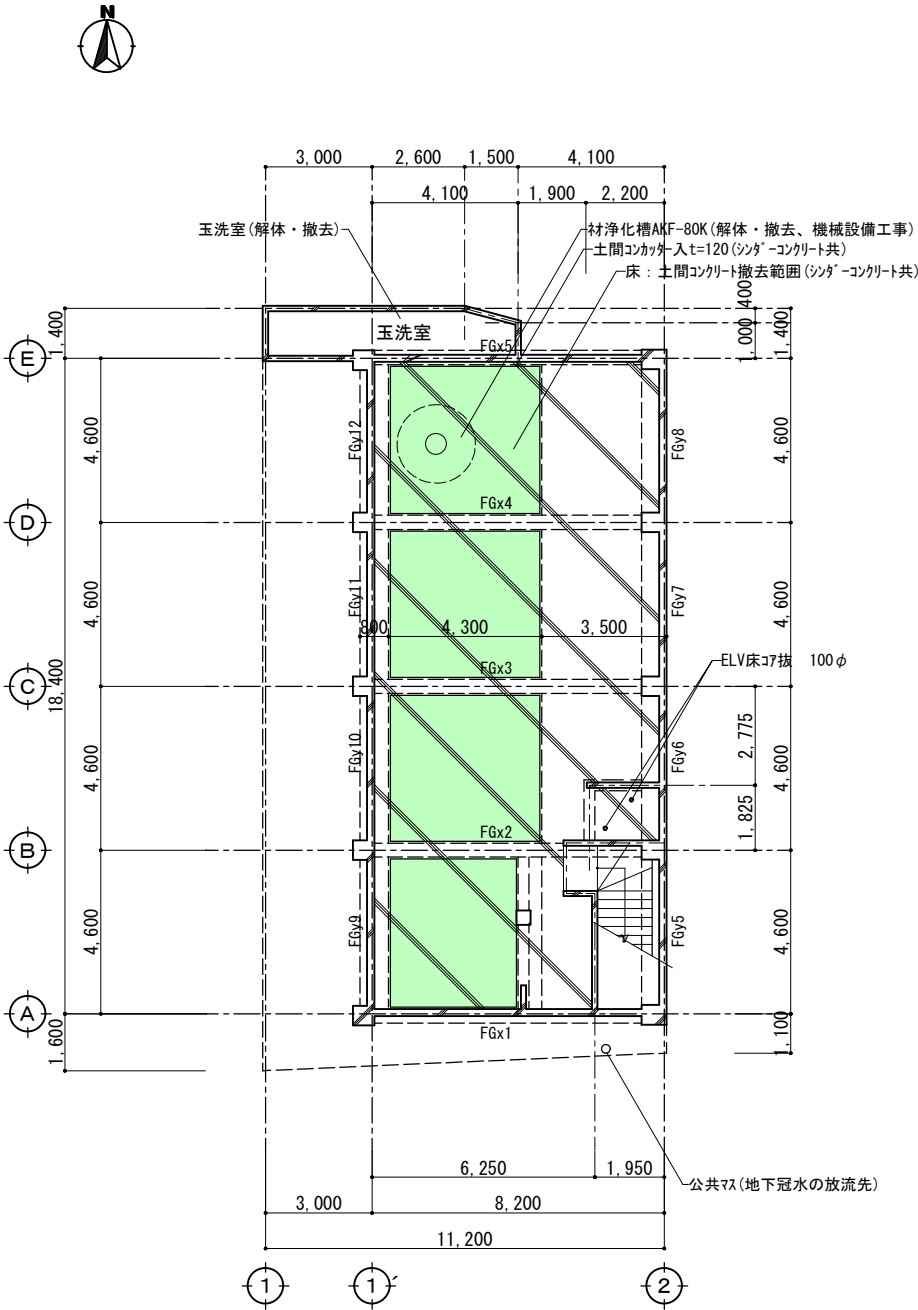 N
3,000
2,600
1,500
4,100
4,100
1,900
2,200
玉洗室(解体・撤去)
ネオ浄化槽AKF-80K(解体・撤去、機械設備工事)
土間コンカッター入t=120(シンダーコンクリート共)
床：土間コンクリート撤去範囲(シンダーコンクリート共)
玉洗室
1,400
1,000
400
1,400
E
FGx5
4,600
FGy12
FGy8
4,600
D
FGx4
4,600
FGy11
FGy7
4,600
800
4,300
3,500
ELV床コア抜 100φ
C
18,400
FGx3
2,775
4,600
FGy10
FGy6
4,600
1,825
B
FGx2
4,600
FGy9
FGy5
4,600
A
FGx1
1,600
1,100
6,250
1,950
公共マス(地下冠水の放流先)
3,000
8,200
11,200
1
1´
2